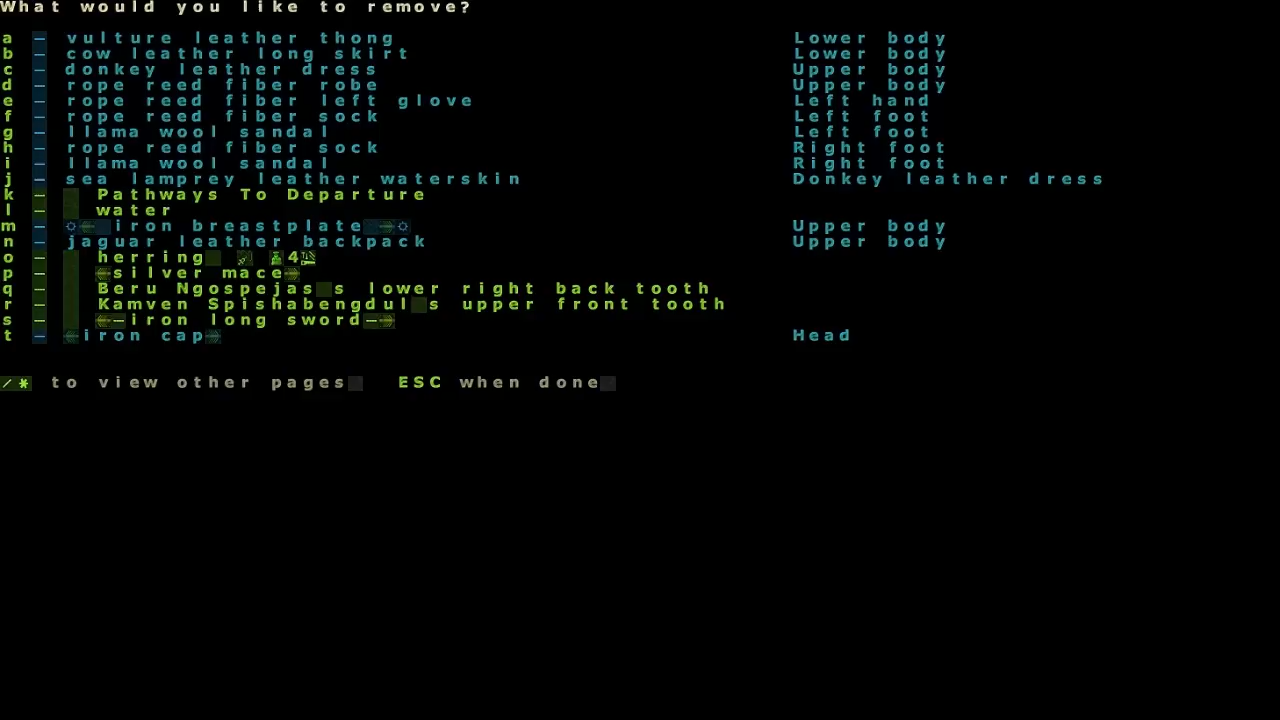 What would you like to remove?
a - vulture leather thong Lower body
b - cow leather long skirt Lower body
c - donkey leather dress Upper body
d - rope reed fiber robe Upper body
e - rope reed fiber left glove Left hand
f - rope reed fiber sock Left foot
g - llama wool sandal Left foot
h - rope reed fiber sock Right foot
i - llama wool sandal Right foot
j - sea lamprey leather waterskin Donkey leather dress
k - Pathways To Departure
l - water
m - ☼ iron breastplate ☼ Upper body
n - jaguar leather backpack Upper body
o - herring 4
p - silver mace
q - Beru Ngospejas s lower right back tooth
r - Kamven Spishabengdul s upper front tooth
s - -iron long sword-
t - iron cap Head
/* to view other pages ESC when done